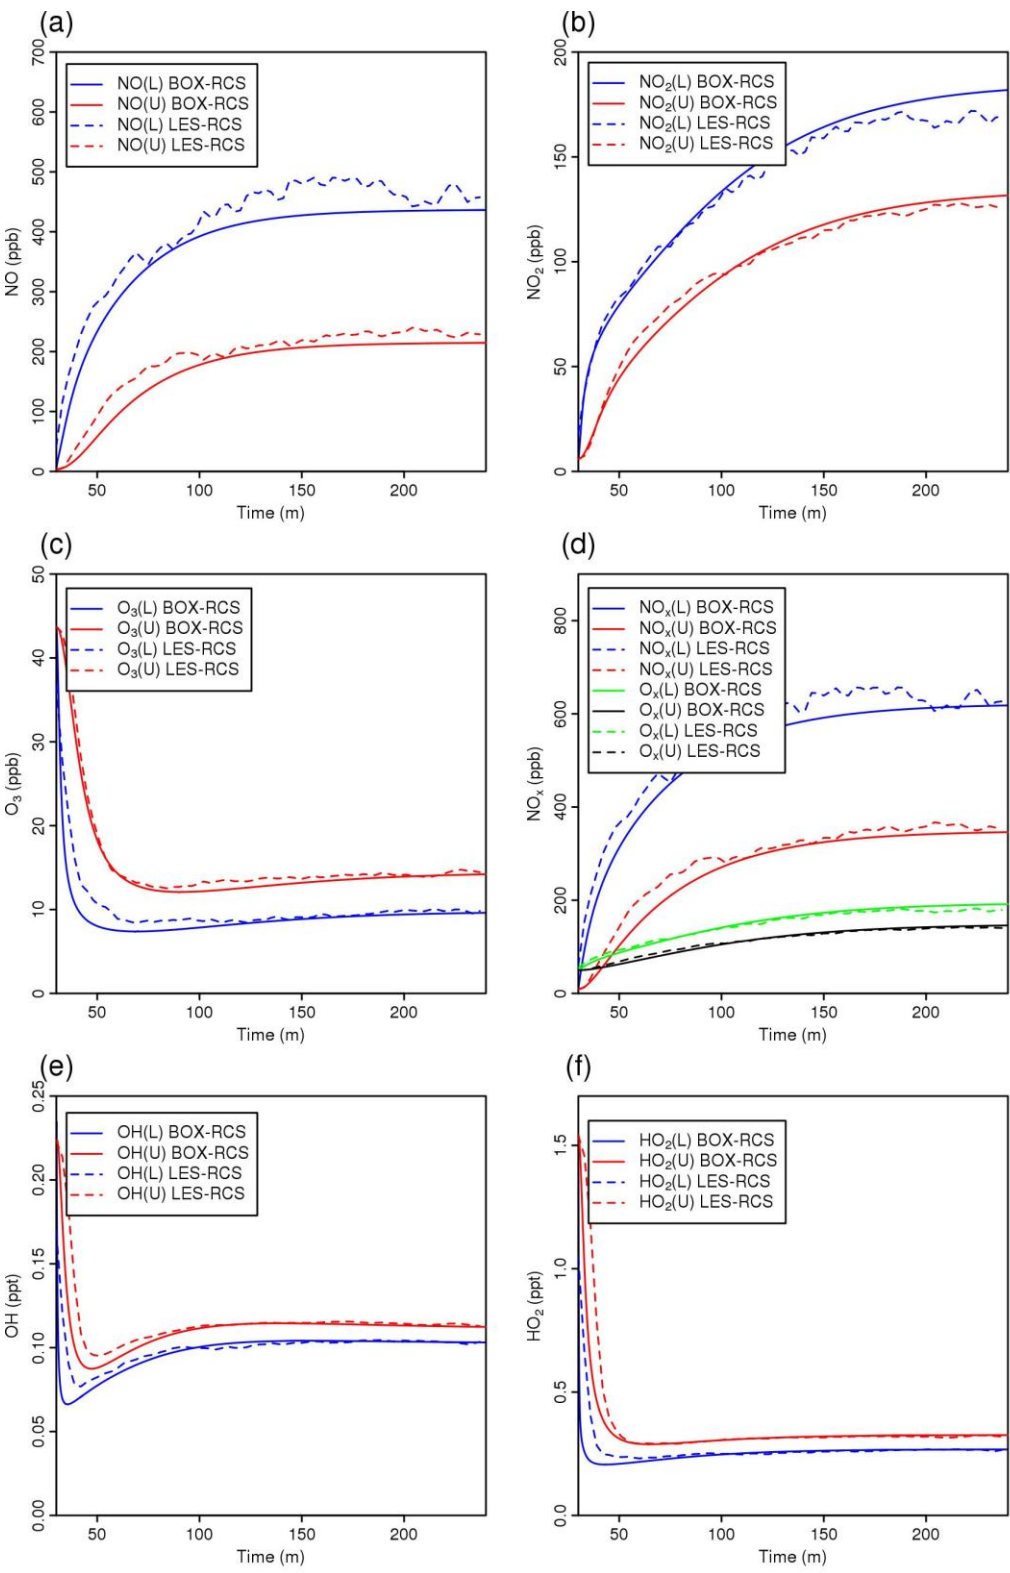 (a)
700
600
500
400
300
200
100
0
NO (ppb)
NO(L) BOX-RCS
NO(U) BOX-RCS
NO(L) LES-RCS
NO(U) LES-RCS
50 100 150 200
Time (m)
(b)
200
150
100
50
0
NO₂ (ppb)
NO₂(L) BOX-RCS
NO₂(U) BOX-RCS
NO₂(L) LES-RCS
NO₂(U) LES-RCS
50 100 150 200
Time (m)
(c)
50
40
30
20
10
0
O₃ (ppb)
O₃(L) BOX-RCS
O₃(U) BOX-RCS
O₃(L) LES-RCS
O₃(U) LES-RCS
50 100 150 200
Time (m)
(d)
800
600
400
200
0
NOₓ (ppb)
NOₓ(L) BOX-RCS
NOₓ(U) BOX-RCS
NOₓ(L) LES-RCS
NOₓ(U) LES-RCS
Oₓ(L) BOX-RCS
Oₓ(U) BOX-RCS
Oₓ(L) LES-RCS
Oₓ(U) LES-RCS
50 100 150 200
Time (m)
(e)
0.25
0.20
0.15
0.10
0.05
0.00
OH (ppt)
OH(L) BOX-RCS
OH(U) BOX-RCS
OH(L) LES-RCS
OH(U) LES-RCS
50 100 150 200
Time (m)
(f)
1.5
1.0
0.5
0.0
HO₂ (ppt)
HO₂(L) BOX-RCS
HO₂(U) BOX-RCS
HO₂(L) LES-RCS
HO₂(U) LES-RCS
50 100 150 200
Time (m)